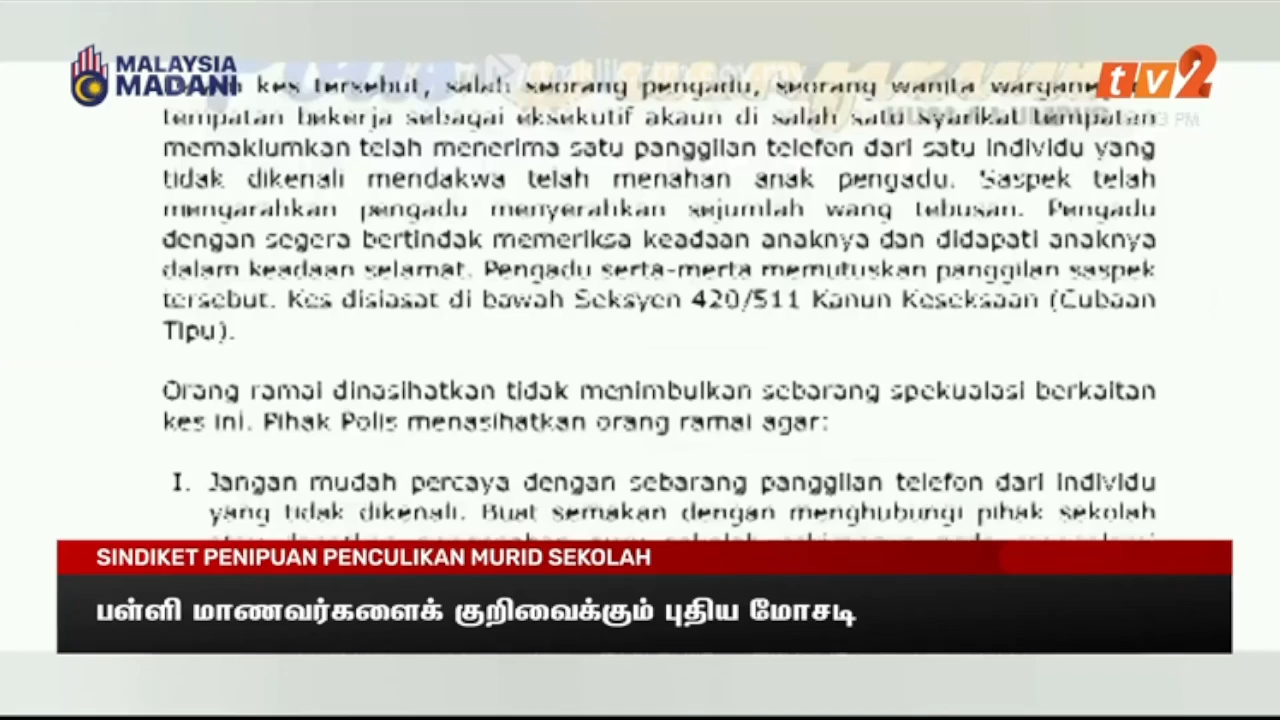 MALAYSIA
MADANI
tv2
kes tersebut, salah seorang pengadu, seorang wanita
tempatan bekerja sebagai eksekutif akaun di salah satu syarikat tempatan
memaklumkan telah menerima satu panggilan telefon dari satu individu yang
tidak dikenali mendakwa telah menahan anak pengadu. Saspek telah
mengarahkan pengadu menyerahkan sejumlah wang tebusan. Pengadu
dengan segera bertindak memeriksa keadaan anaknya dan didapati anaknya
dalam keadaan selamat. Pengadu serta-merta memutuskan panggilan saspek
tersebut. Kes disiasat di bawah Seksyen 420/511 Kanun Keseksaan (Cubaan
Tipu).
Orang ramai dinasihatkan tidak menimbulkan sebarang spekualasi berkaitan
kes ini. Pihak Polis menasihatkan orang ramai agar:
I. Jangan mudah percaya dengan sebarang panggilan telefon dari individu
yang tidak dikenali. Buat semakan dengan menghubungi pihak sekolah
SINDIKET PENIPUAN PENCULIKAN MURID SEKOLAH
பள்ளி மாணவர்களைக் குறிவைக்கும் புதிய மோசடி